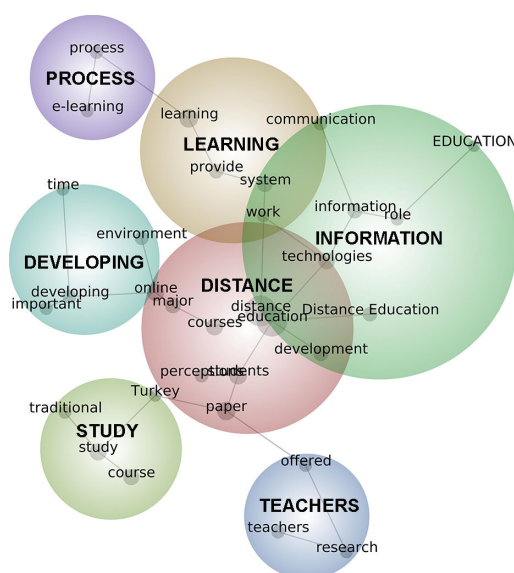 process
PROCESS
e-learning
learning
communication
LEARNING
EDUCATION
provide
system
time
work
information
role
environment
INFORMATION
technologies
DEVELOPING
DISTANCE
online
developing
important
major
distance
education
Distance Education
courses
development
perceptions
students
Turkey
traditional
paper
STUDY
study
offered
course
TEACHERS
teachers
research